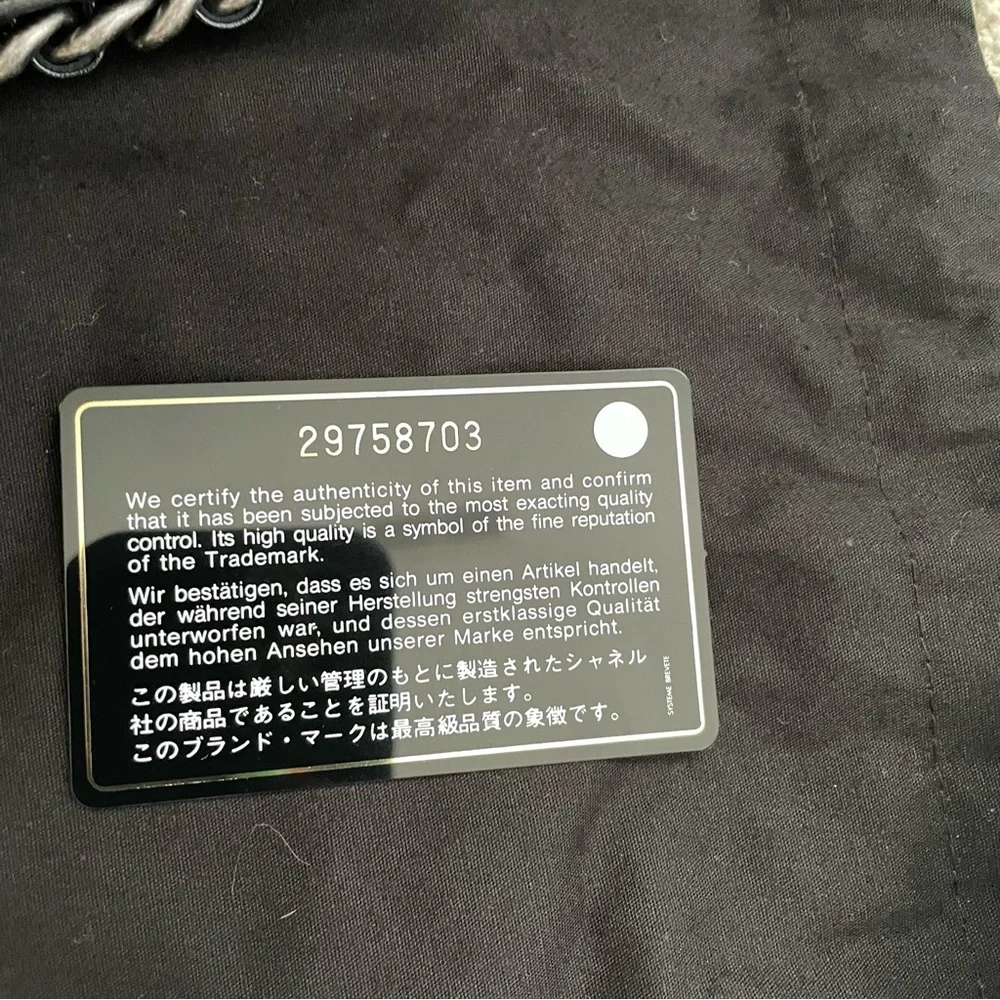 29758703
We certify the authenticity of this item and confirm
that it has been subjected to the most exacting quality
control. Its high quality is a symbol of the fine reputation
of the Trademark.
Wir bestätigen, dass es sich um einen Artikel handelt,
der während seiner Herstellung strengsten Kontrollen
unterworfen war, und dessen erstklassige Qualität
dem hohen Ansehen unserer Marke entspricht.
この製品は厳しい管理のもとに製造されたシャネル
社の商品であることを証明いたします。
このブランド・マークは最高級品質の象徴です。
SYSTEME BREVETE